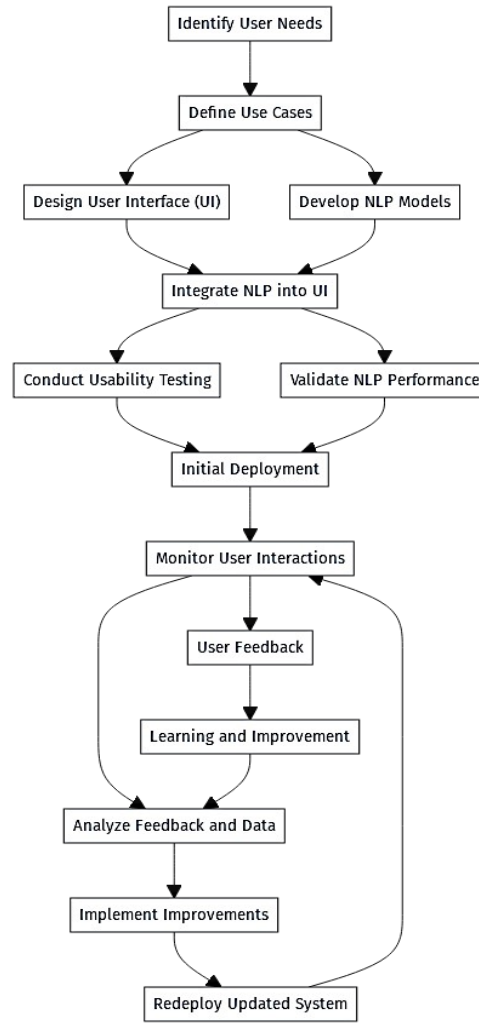 Identify User Needs
Define Use Cases
Design User Interface (UI)
Develop NLP Models
Integrate NLP into UI
Conduct Usability Testing
Validate NLP Performance
Initial Deployment
Monitor User Interactions
User Feedback
Learning and Improvement
Analyze Feedback and Data
Implement Improvements
Redeploy Updated System